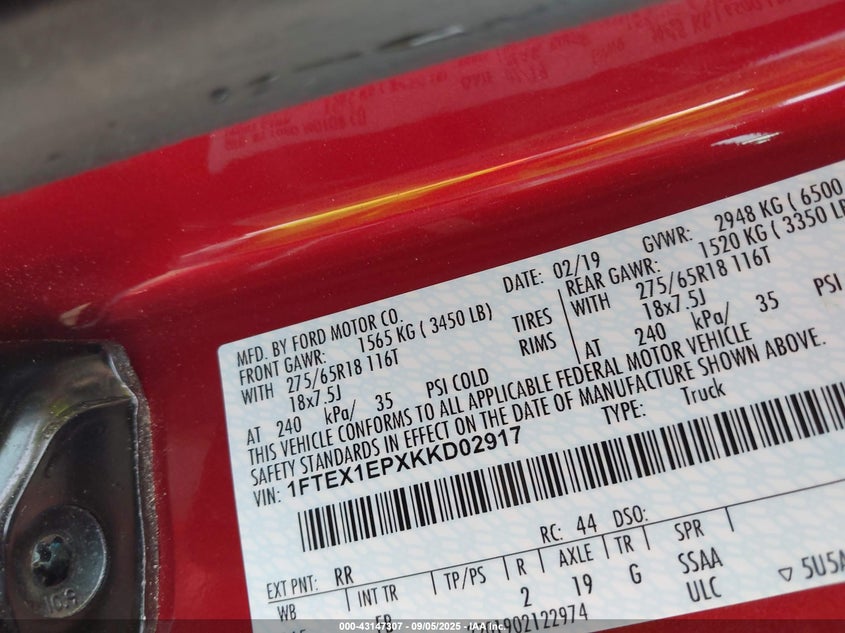 DATE: 02/19 GVWR: 2948 KG ( 6500
MFD. BY FORD MOTOR CO.
FRONT GAWR: 1565 KG ( 3450 LB) REAR GAWR: 1520 KG ( 3350 LB
WITH 275/65R18 116T TIRES WITH 275/65R18 116T
18x7.5J RIMS 18x7.5J
AT 240 kPa/ 35 PSI COLD AT 240 kPa/ 35 PSI
THIS VEHICLE CONFORMS TO ALL APPLICABLE FEDERAL MOTOR VEHICLE
SAFETY STANDARDS IN EFFECT ON THE DATE OF MANUFACTURE SHOWN ABOVE.
VIN: 1FTEX1EPXKKD02917 TYPE: Truck
EXT PNT: RR RC: 44 DSO:
WB INT TR TP/PS R AXLE TR SPR
2 19 G SSAA
ULC 5U5A
902122974
10.9
000-43147307 - 09/05/2025 - IAA